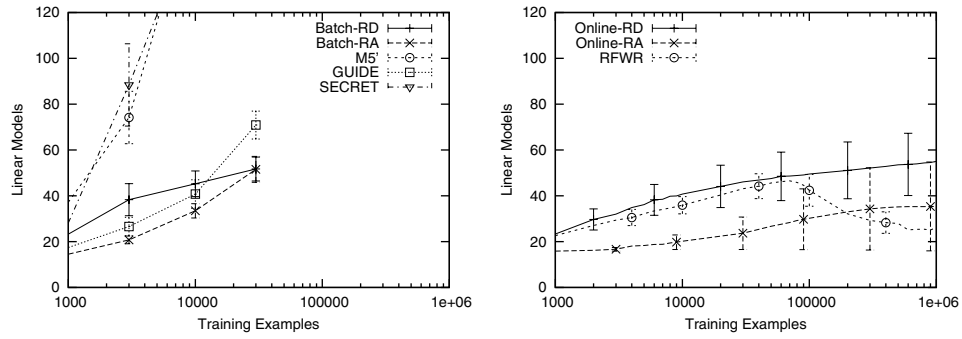 120
100
80
60
40
20
0
Linear Models
1000
10000
100000
1e+06
Training Examples
Batch-RD
Batch-RA
M5'
GUIDE
SECRET
120
100
80
60
40
20
0
Linear Models
1000
10000
100000
1e+06
Training Examples
Online-RD
Online-RA
RFWR